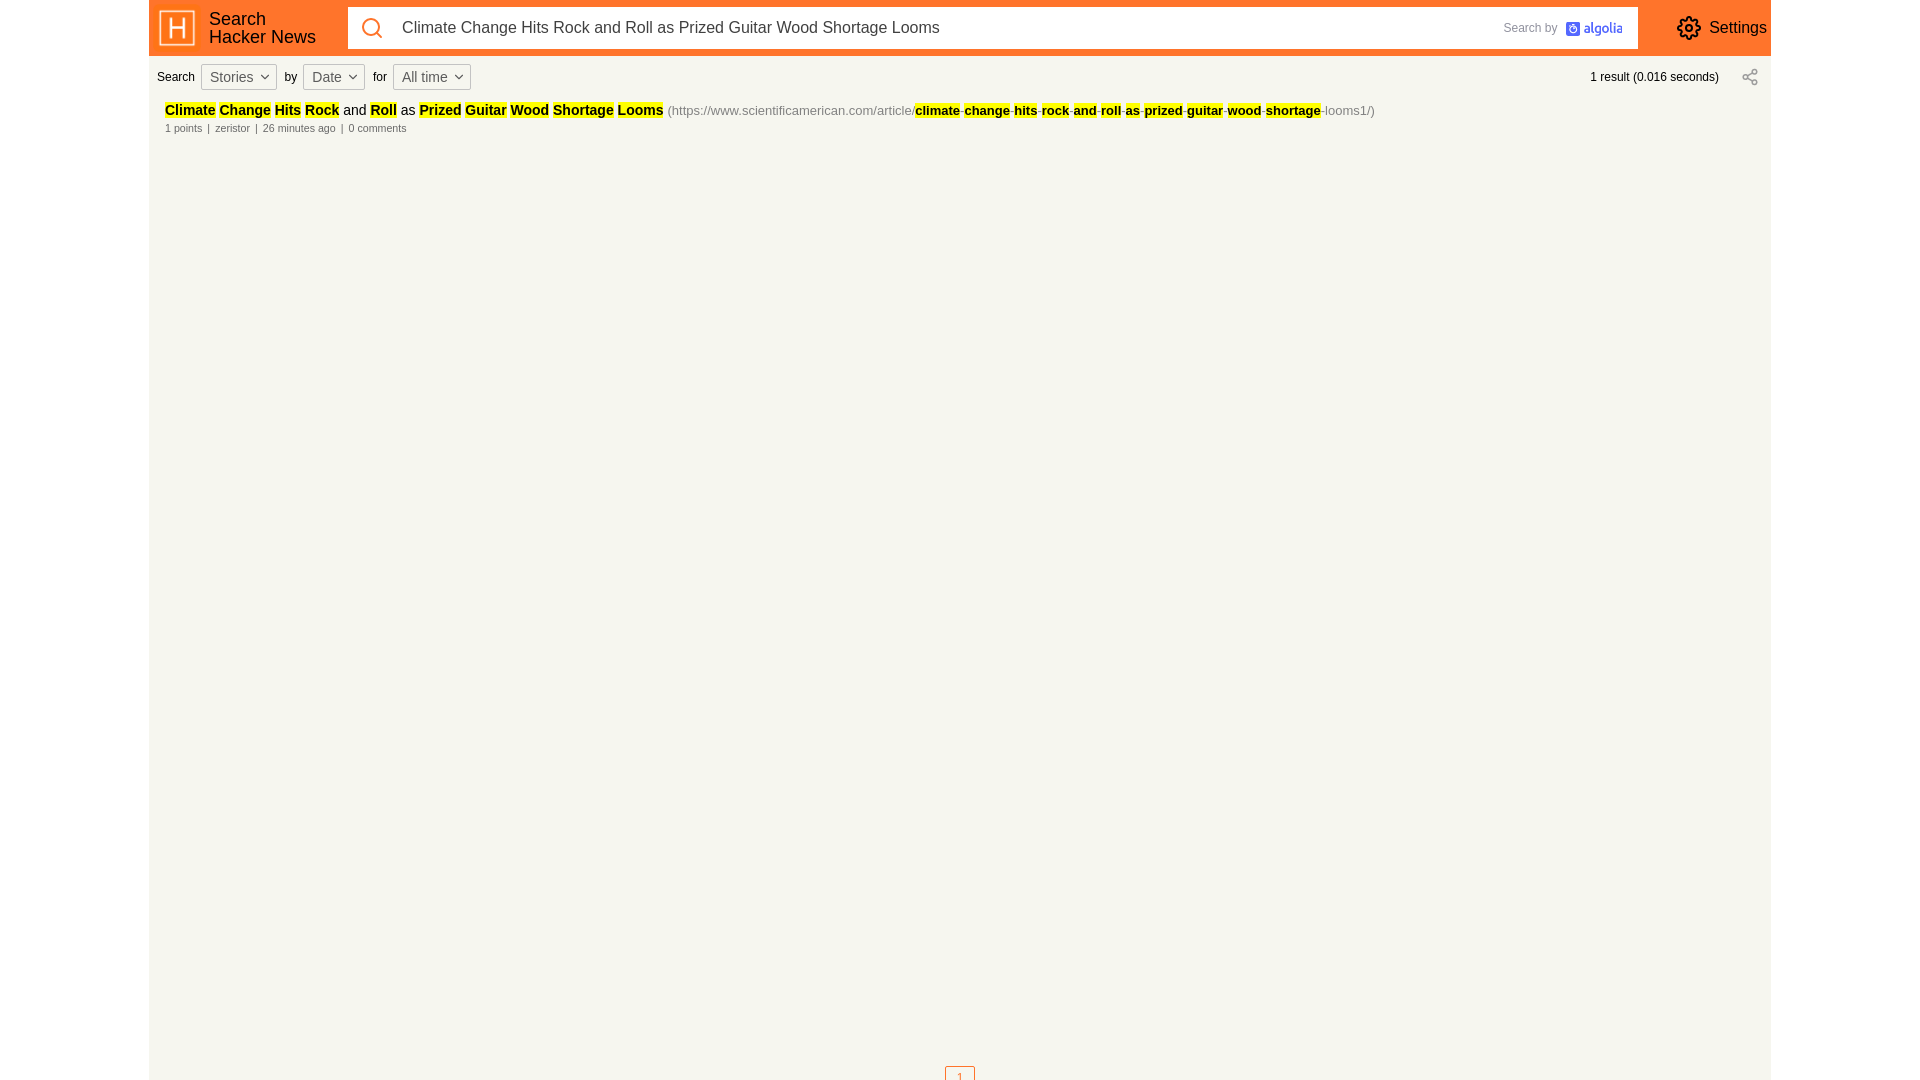 H
Search
Hacker News
Climate Change Hits Rock and Roll as Prized Guitar Wood Shortage Looms
Search by algolia
Settings
Search Stories by Date for All time
1 result (0.016 seconds)
Climate Change Hits Rock and Roll as Prized Guitar Wood Shortage Looms (https://www.scientificamerican.com/article/climate-change-hits-rock-and-roll-as-prized-guitar-wood-shortage-looms1/)
1 points | zeristor | 26 minutes ago | 0 comments
1